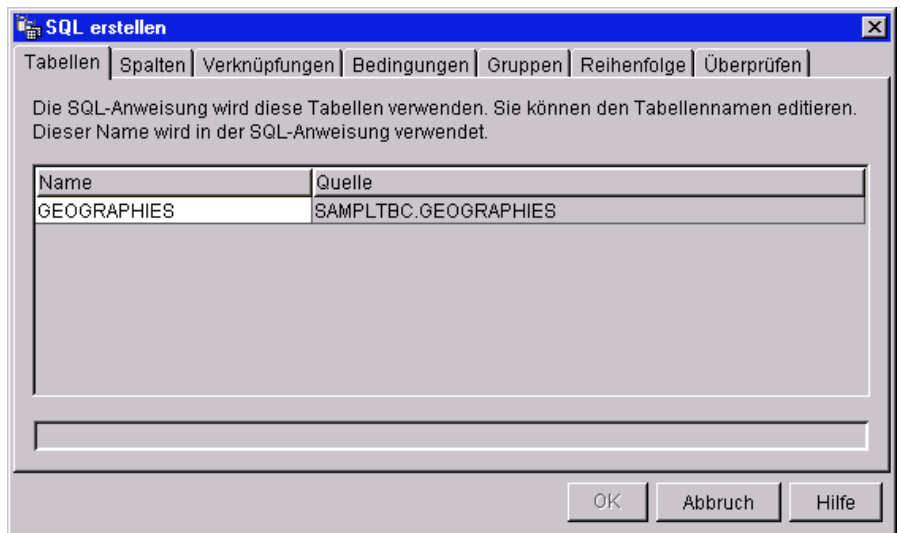 SQL erstellen
Tabellen Spalten Verknüpfungen Bedingungen Gruppen Reihenfolge Überprüfen
Die SQL-Anweisung wird diese Tabellen verwenden. Sie können den Tabellennamen editieren.
Dieser Name wird in der SQL-Anweisung verwendet.
Name Quelle
GEOGRAPHIES SAMPLTBC.GEOGRAPHIES
OK Abbruch Hilfe